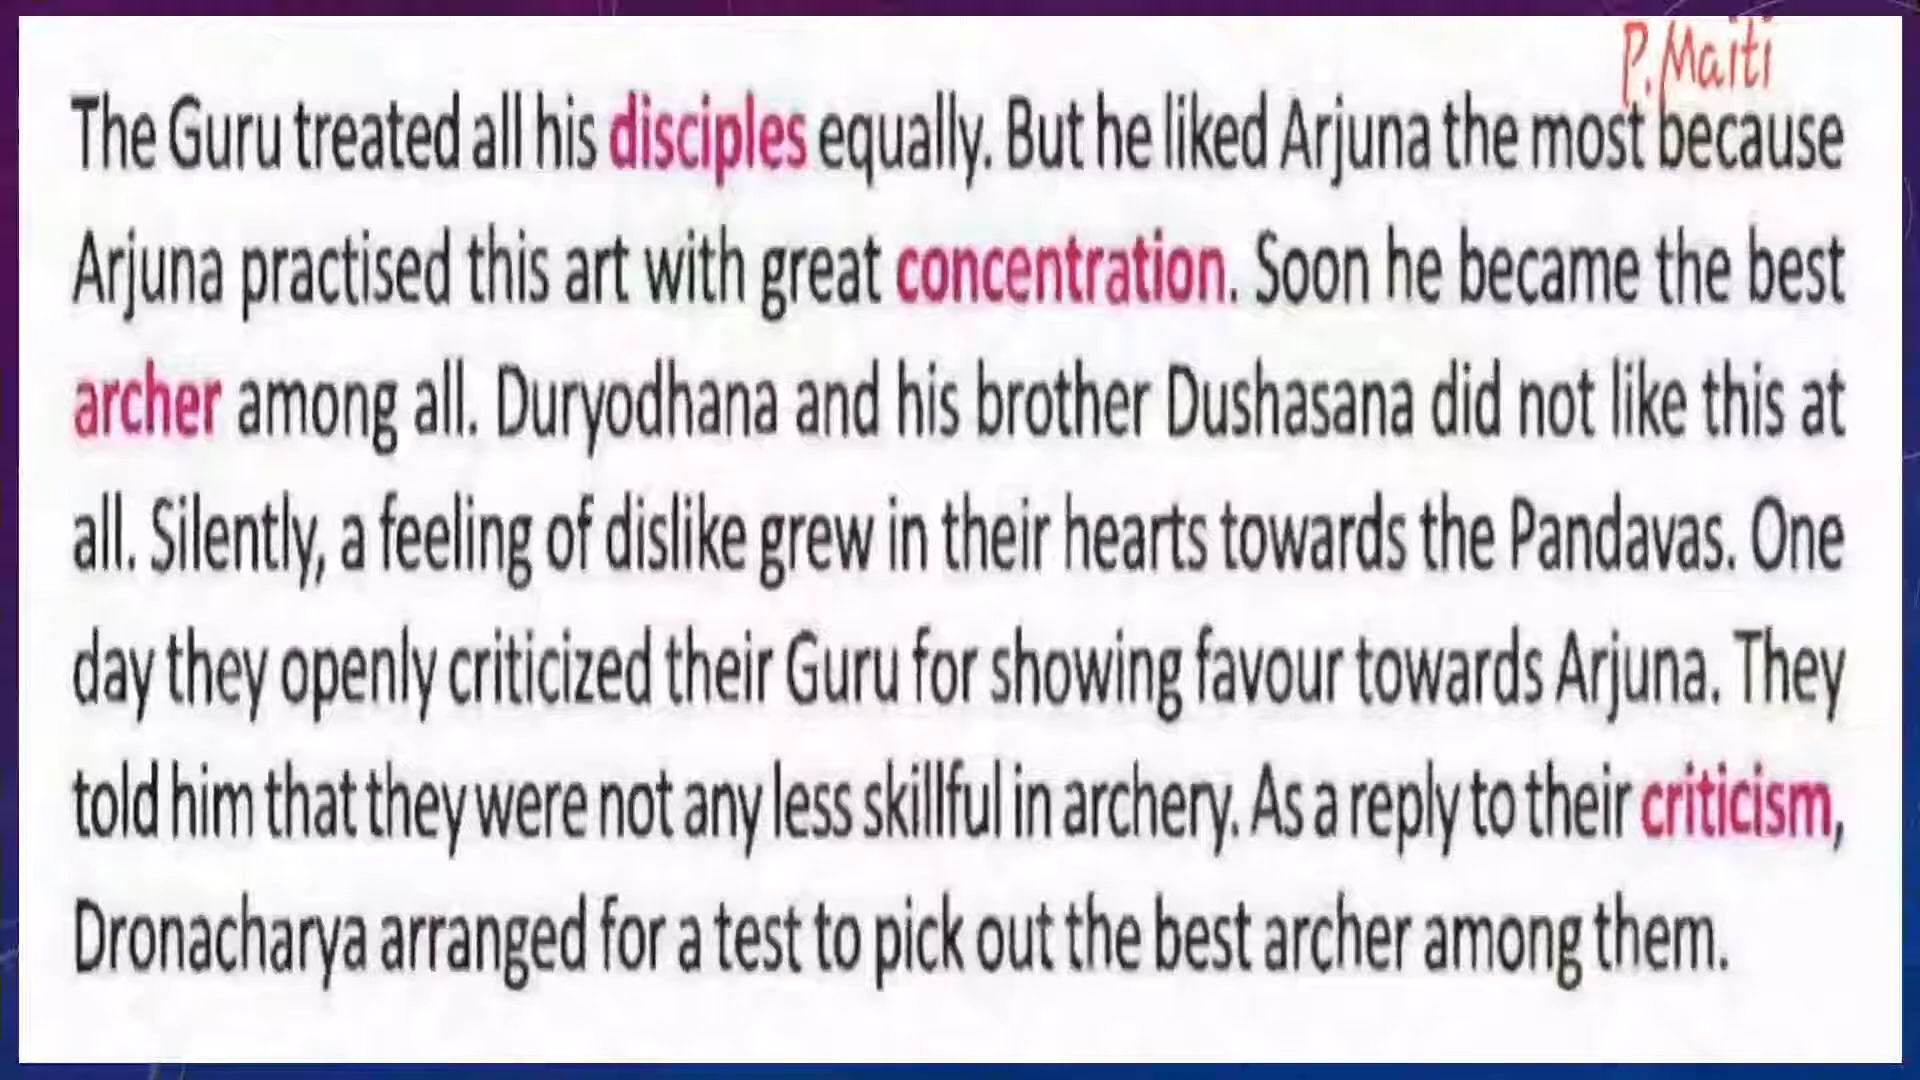 P. Maiti
The Guru treated all his disciples equally. But he liked Arjuna the most because
Arjuna practised this art with great concentration. Soon he became the best
archer among all. Duryodhana and his brother Dushasana did not like this at
all. Silently, a feeling of dislike grew in their hearts towards the Pandavas. One
day they openly criticized their Guru for showing favour towards Arjuna. They
told him that they were not any less skillful in archery. As a reply to their criticism,
Dronacharya arranged for a test to pick out the best archer among them.